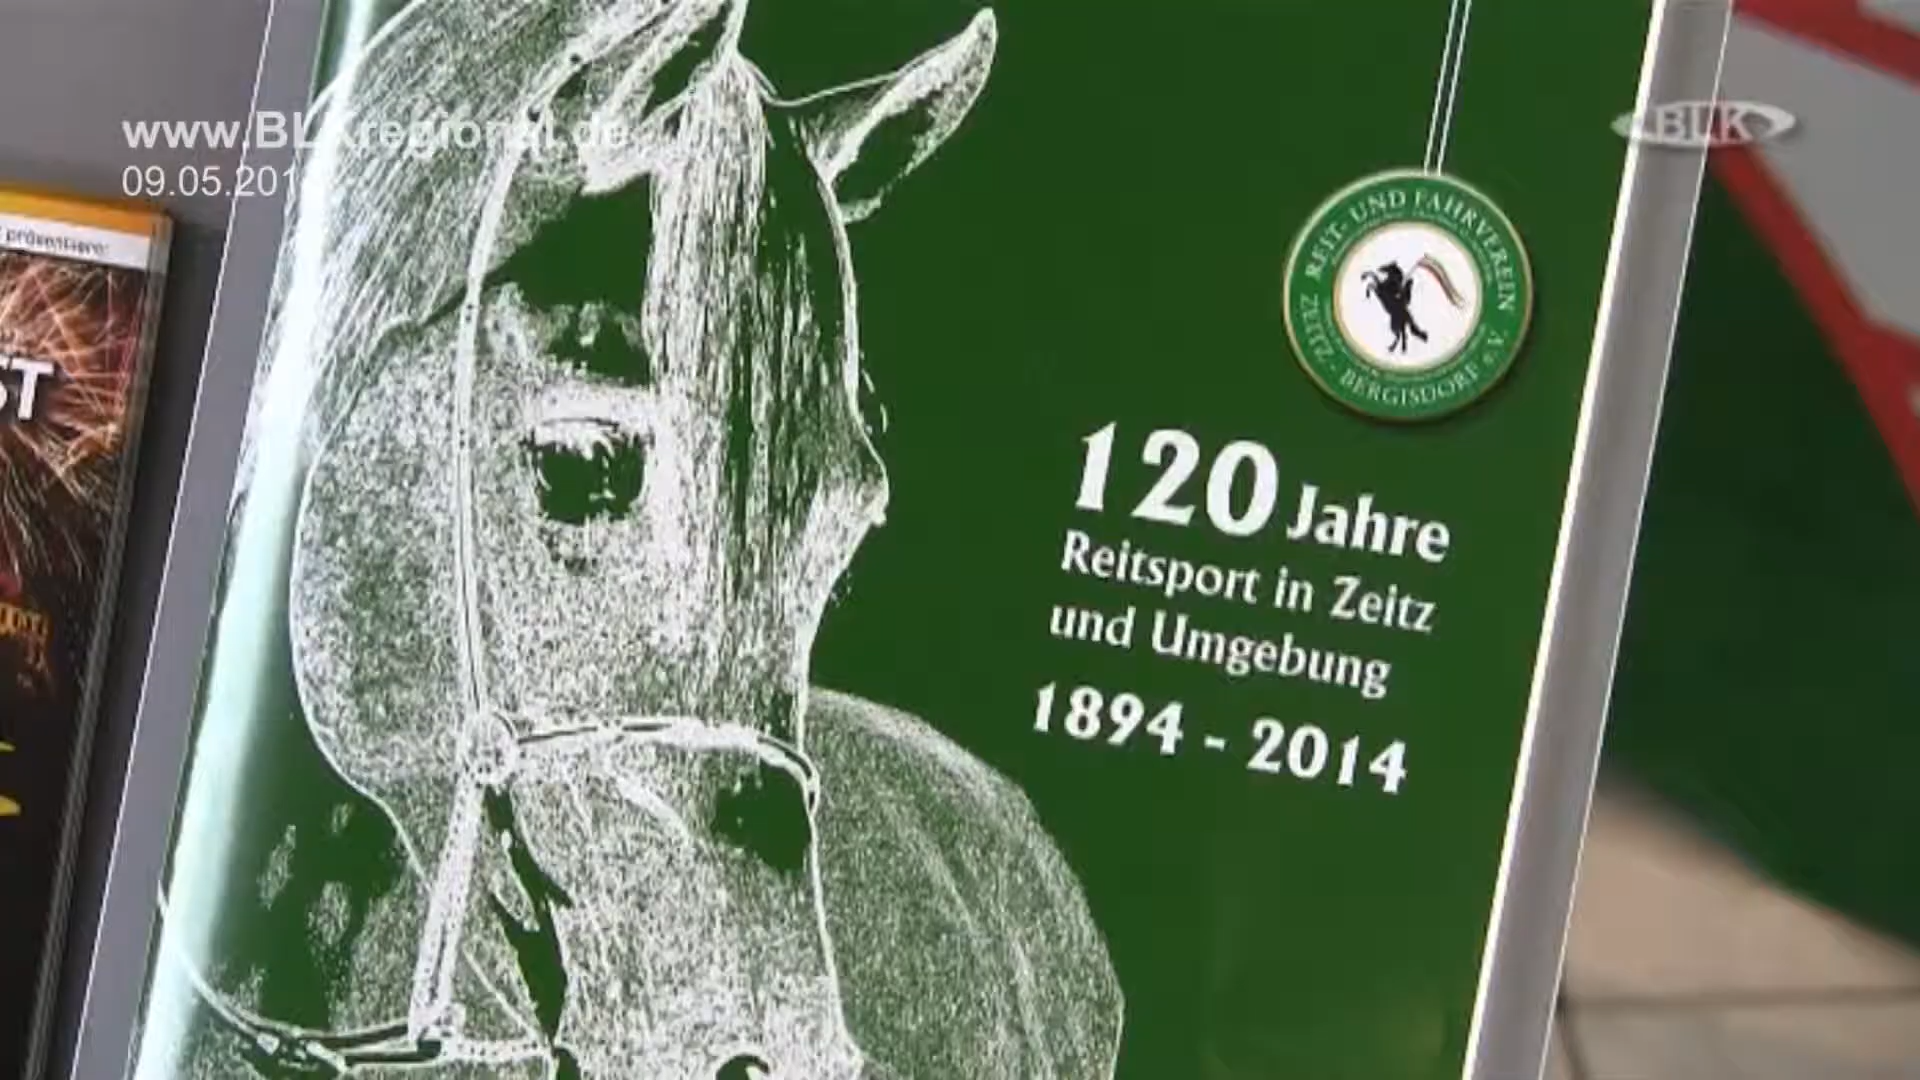 www.BLKregional.de
09.05.201
BLK
präsentiert:
ST
REIT- UND FAHRVEREIN
ZEITZ - BERGISDORF e.V.
120 Jahre
Reitsport in Zeitz
und Umgebung
1894 - 2014